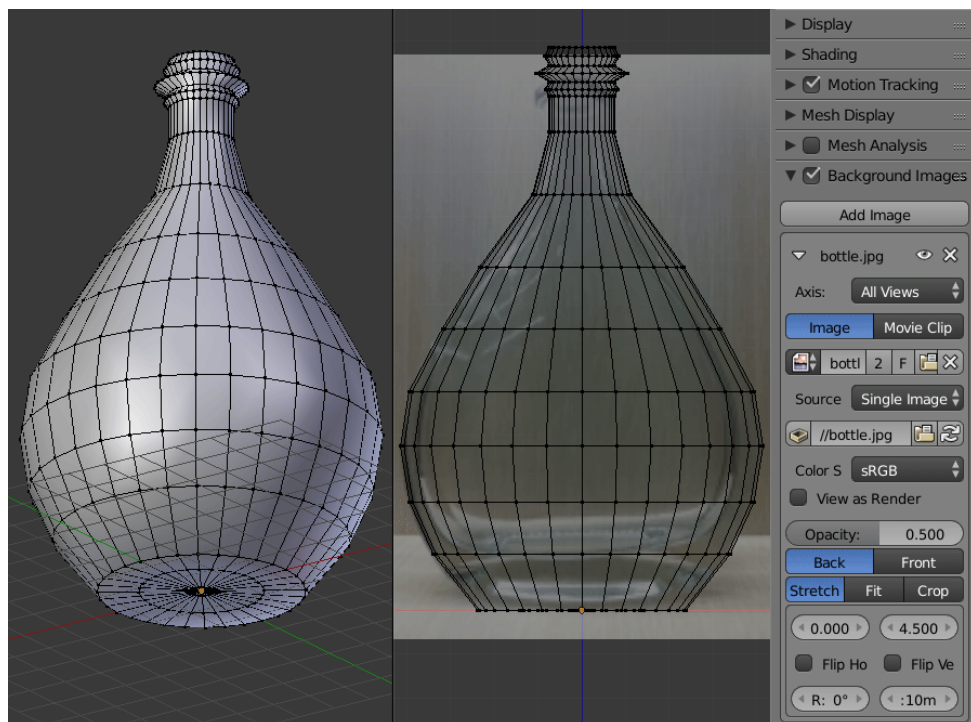 Display
Shading
Motion Tracking
Mesh Display
Mesh Analysis
Background Images
Add Image
bottle.jpg
Axis: All Views
Image Movie Clip
bottl 2 F
Source Single Image
//bottle.jpg
Color S sRGB
View as Render
Opacity: 0.500
Back Front
Stretch Fit Crop
0.000 4.500
Flip Ho Flip Ve
R: 0° :10m